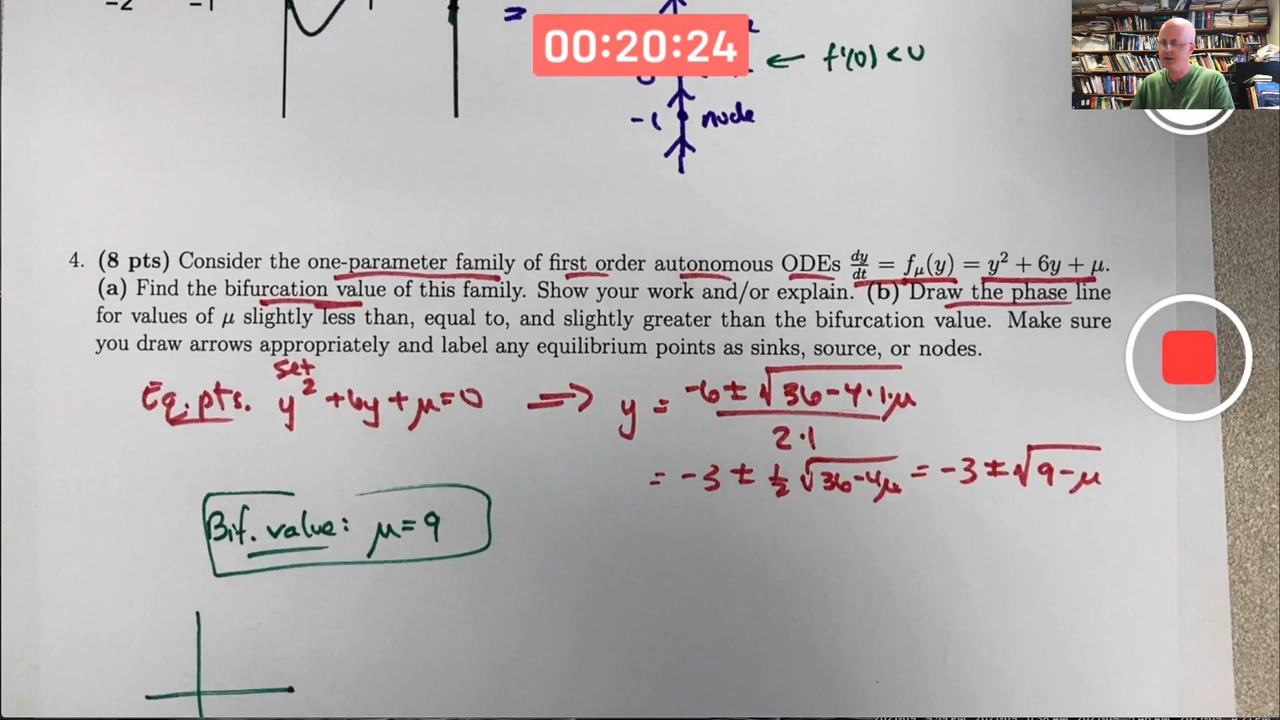 -2 -1 1
00:20:24
← f'(0) < 0
-1 node
4. (8 pts) Consider the one-parameter family of first order autonomous ODEs dy/dt = f_μ(y) = y² + 6y + μ.
(a) Find the bifurcation value of this family. Show your work and/or explain. (b) Draw the phase line
for values of μ slightly less than, equal to, and slightly greater than the bifurcation value. Make sure
you draw arrows appropriately and label any equilibrium points as sinks, source, or nodes.
set
Eq. pts. y² + 6y + μ = 0 ⟹ y = (-6 ± √(36-4·1·μ))/(2·1)
= -3 ± ½ √(36-4μ) = -3 ± √(9-μ)
Bif. value: μ = 9